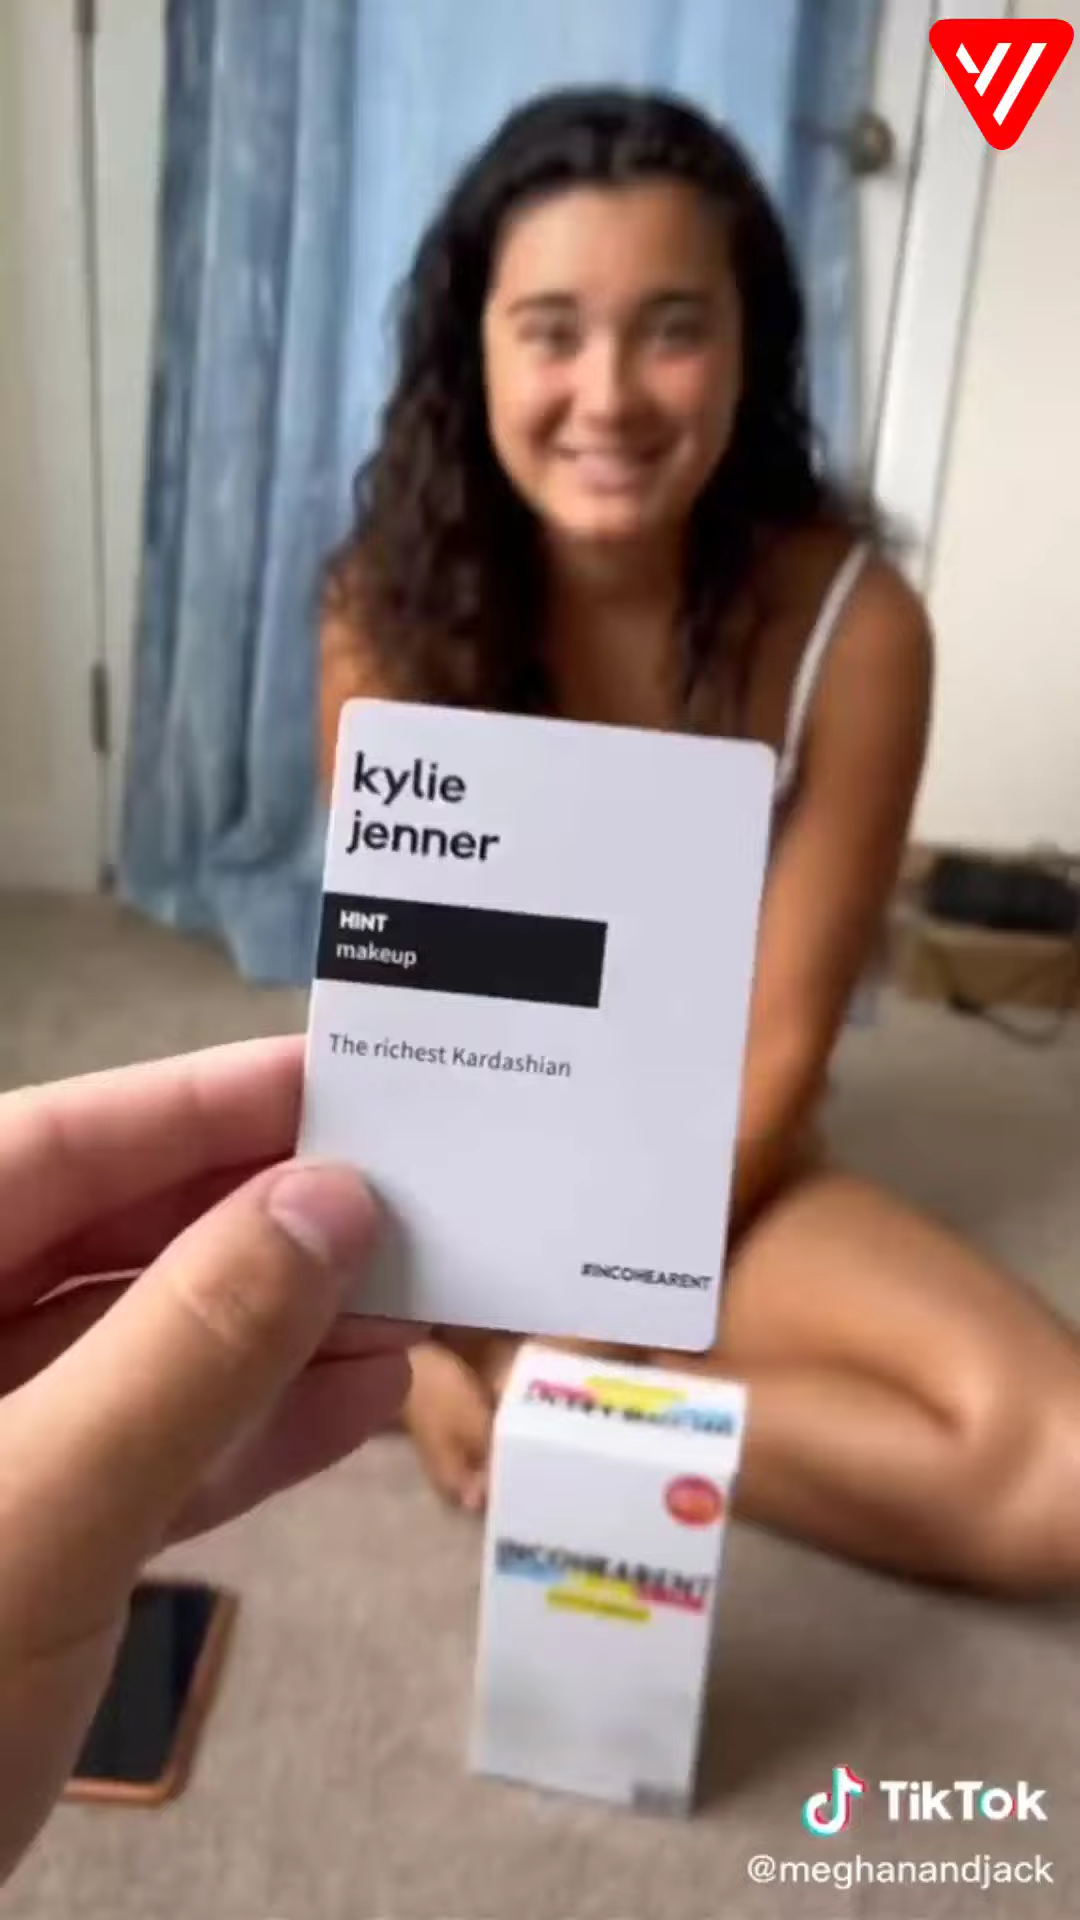 kylie
jenner
HINT
makeup
The richest Kardashian
#INCOHEARENT
INCOHEARENT
TikTok
@meghanandjack